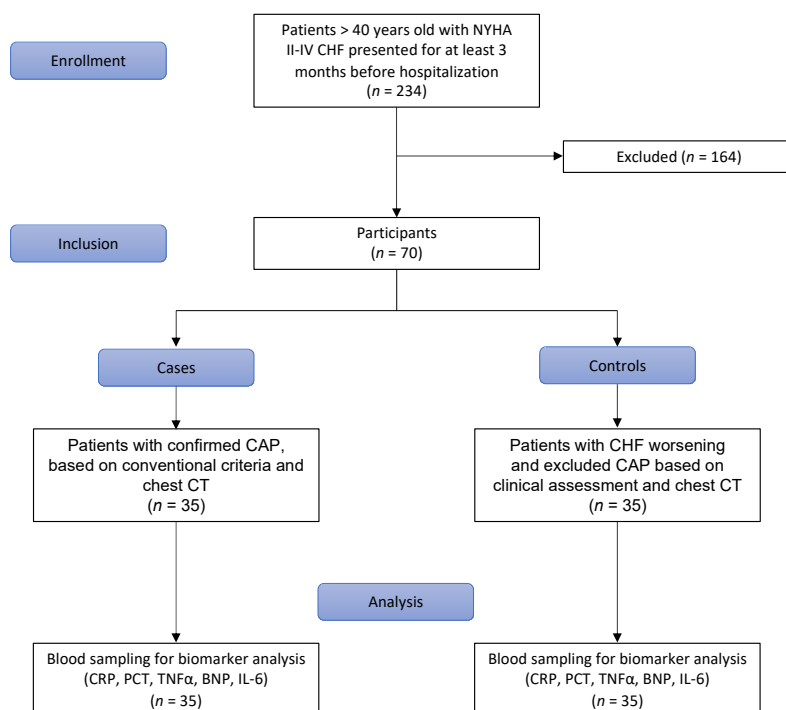 Enrollment
Patients > 40 years old with NYHA
II-IV CHF presented for at least 3
months before hospitalization
(n = 234)
Excluded (n = 164)
Inclusion
Participants
(n = 70)
Cases
Controls
Patients with confirmed CAP,
based on conventional criteria and
chest CT
(n = 35)
Patients with CHF worsening
and excluded CAP based on
clinical assessment and chest CT
(n = 35)
Analysis
Blood sampling for biomarker analysis
(CRP, PCT, TNFα, BNP, IL-6)
(n = 35)
Blood sampling for biomarker analysis
(CRP, PCT, TNFα, BNP, IL-6)
(n = 35)